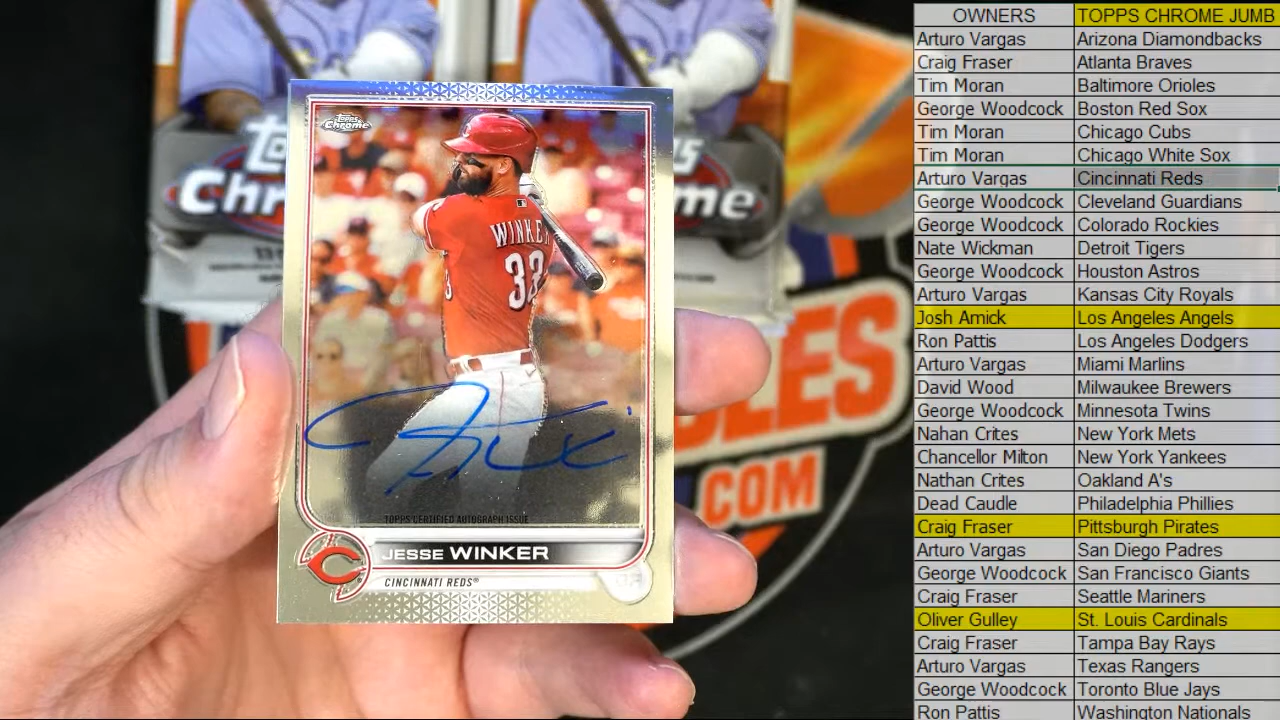 OWNERS TOPPS CHROME JUMB
Arturo Vargas Arizona Diamondbacks
Craig Fraser Atlanta Braves
Tim Moran Baltimore Orioles
George Woodcock Boston Red Sox
Tim Moran Chicago Cubs
Tim Moran Chicago White Sox
Arturo Vargas Cincinnati Reds
George Woodcock Cleveland Guardians
George Woodcock Colorado Rockies
Nate Wickman Detroit Tigers
George Woodcock Houston Astros
Arturo Vargas Kansas City Royals
Josh Amick Los Angeles Angels
Ron Pattis Los Angeles Dodgers
Arturo Vargas Miami Marlins
David Wood Milwaukee Brewers
George Woodcock Minnesota Twins
Nahan Crites New York Mets
Chancellor Milton New York Yankees
Nathan Crites Oakland A's
Dead Caudle Philadelphia Phillies
Craig Fraser Pittsburgh Pirates
Arturo Vargas San Diego Padres
George Woodcock San Francisco Giants
Craig Fraser Seattle Mariners
Oliver Gulley St. Louis Cardinals
Craig Fraser Tampa Bay Rays
Arturo Vargas Texas Rangers
George Woodcock Toronto Blue Jays
Ron Pattis Washington Nationals
Topps
Chrome
WINKER
33
TOPPS CERTIFIED AUTOGRAPH ISSUE
JESSE WINKER
CINCINNATI REDS®
To
Chr
me
LES
.COM